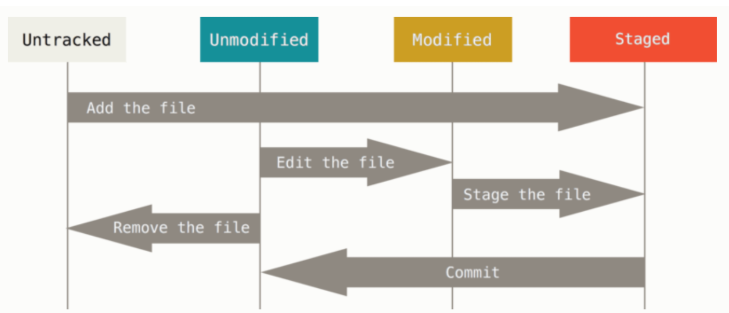 Untracked
Unmodified
Modified
Staged
Add the file
Edit the file
Stage the file
Remove the file
Commit